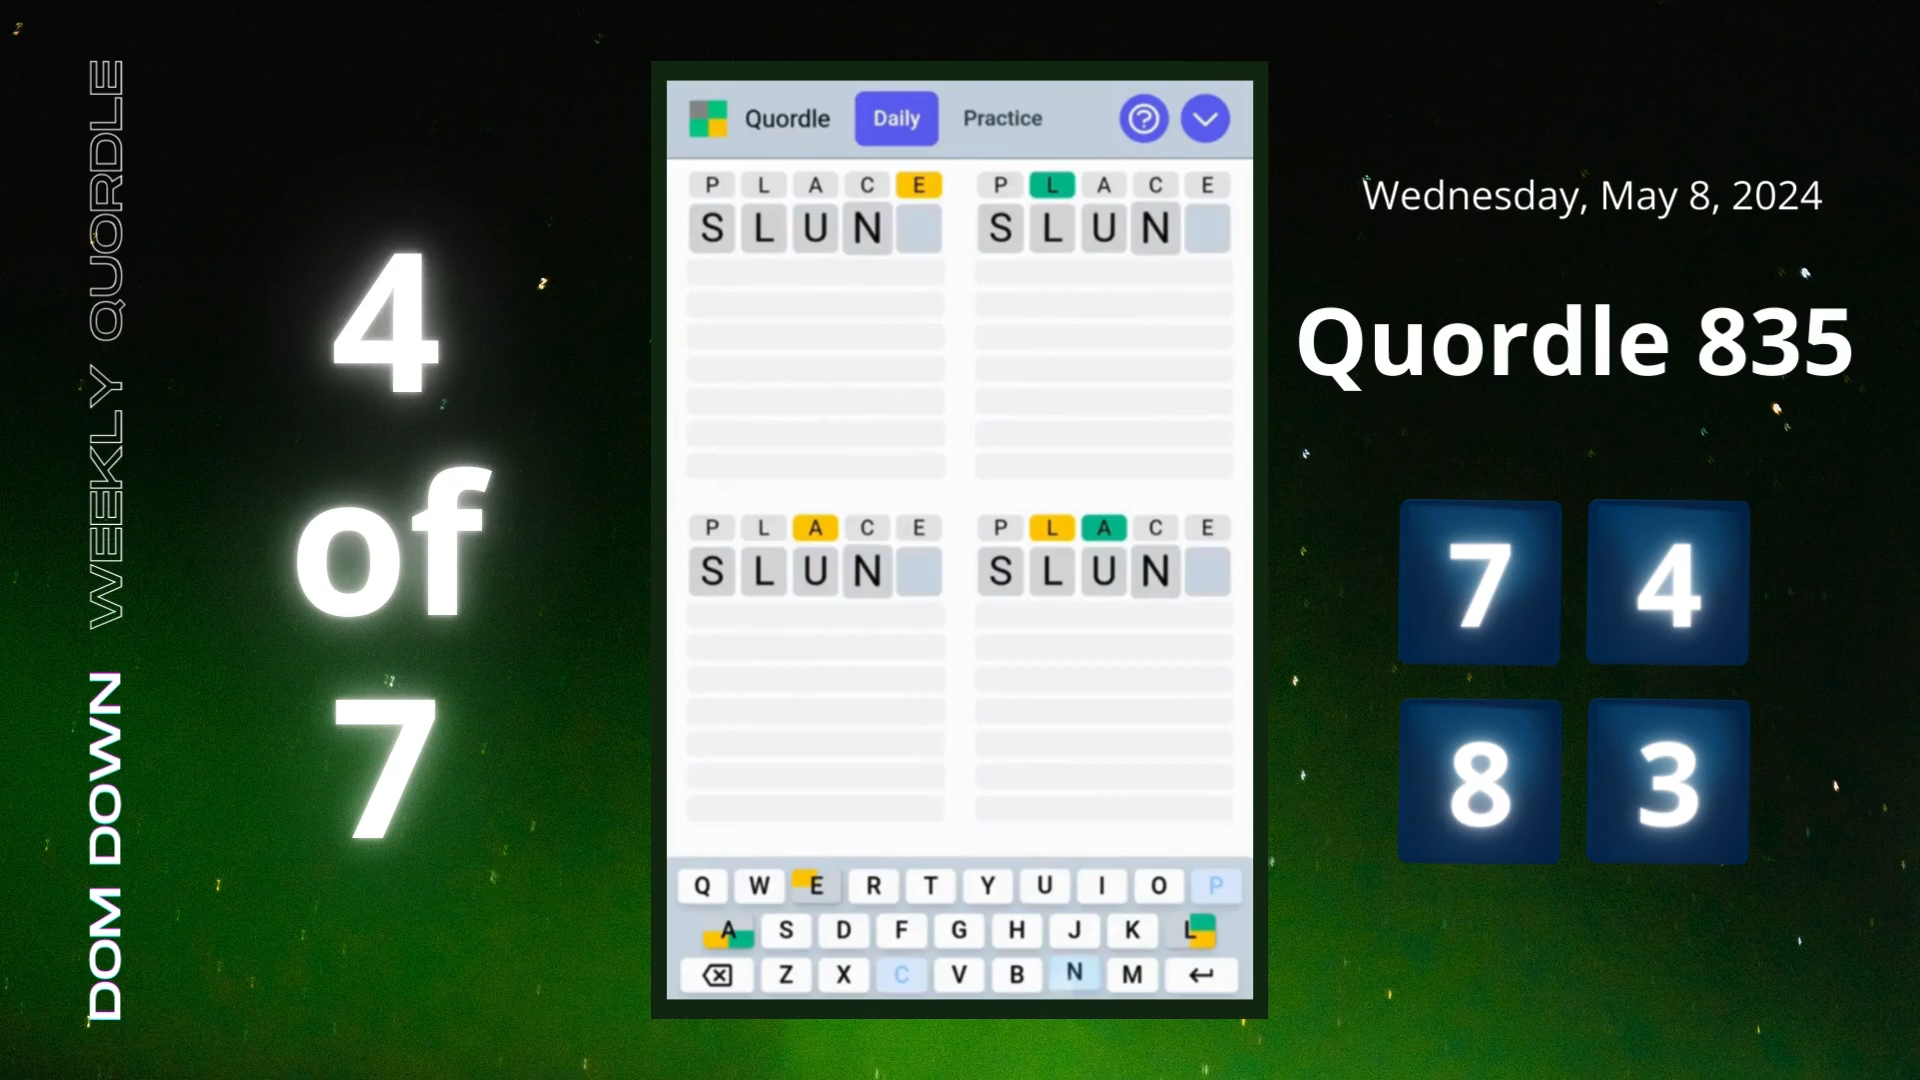 DOM DOWN WEEKLY QUORDLE
4
of
7
Quordle Daily Practice
P L A C E P L A C E
S L U N S L U N
P L A C E P L A C E
S L U N S L U N
Q W E R T Y U I O P
A S D F G H J K L
Z X C V B N M
Wednesday, May 8, 2024
Quordle 835
7 4
8 3